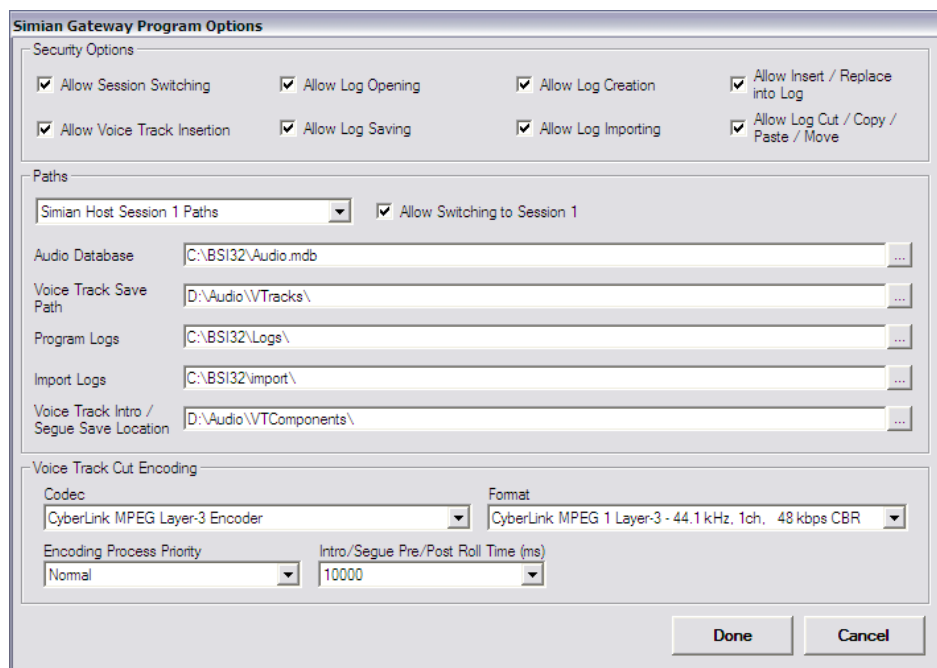 Simian Gateway Program Options
Security Options
Allow Session Switching
Allow Log Opening
Allow Log Creation
Allow Insert / Replace
into Log
Allow Voice Track Insertion
Allow Log Saving
Allow Log Importing
Allow Log Cut / Copy /
Paste / Move
Paths
Simian Host Session 1 Paths
Allow Switching to Session 1
Audio Database
C:\BSI32\Audio.mdb
...
Voice Track Save
Path
D:\Audio\VTracks\
...
Program Logs
C:\BSI32\Logs\
...
Import Logs
C:\BSI32\import\
...
Voice Track Intro /
Segue Save Location
D:\Audio\VTComponents\
...
Voice Track Cut Encoding
Codec
Format
CyberLink MPEG Layer-3 Encoder
CyberLink MPEG 1 Layer-3 - 44.1 kHz, 1ch,   48 kbps CBR
Encoding Process Priority
Intro/Segue Pre/Post Roll Time (ms)
Normal
10000
Done
Cancel